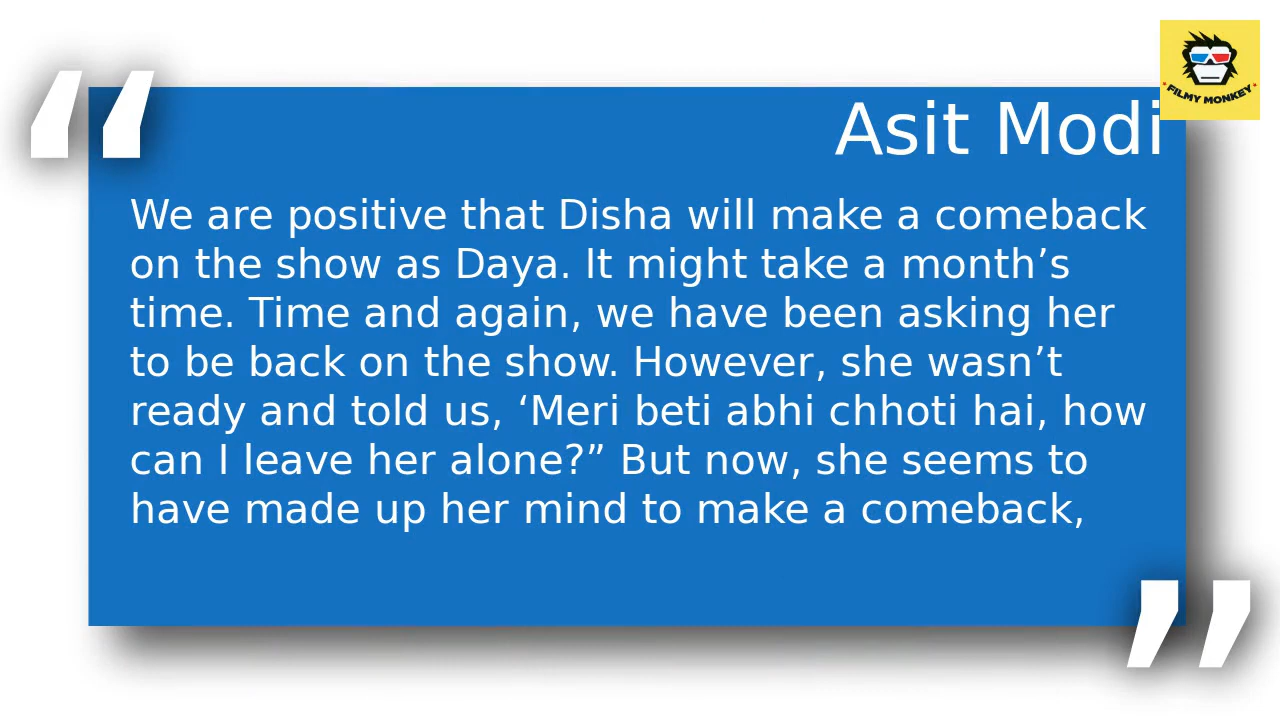 FILMY MONKEY
Asit Modi
We are positive that Disha will make a comeback
on the show as Daya. It might take a month’s
time. Time and again, we have been asking her
to be back on the show. However, she wasn’t
ready and told us, ‘Meri beti abhi chhoti hai, how
can I leave her alone?” But now, she seems to
have made up her mind to make a comeback,